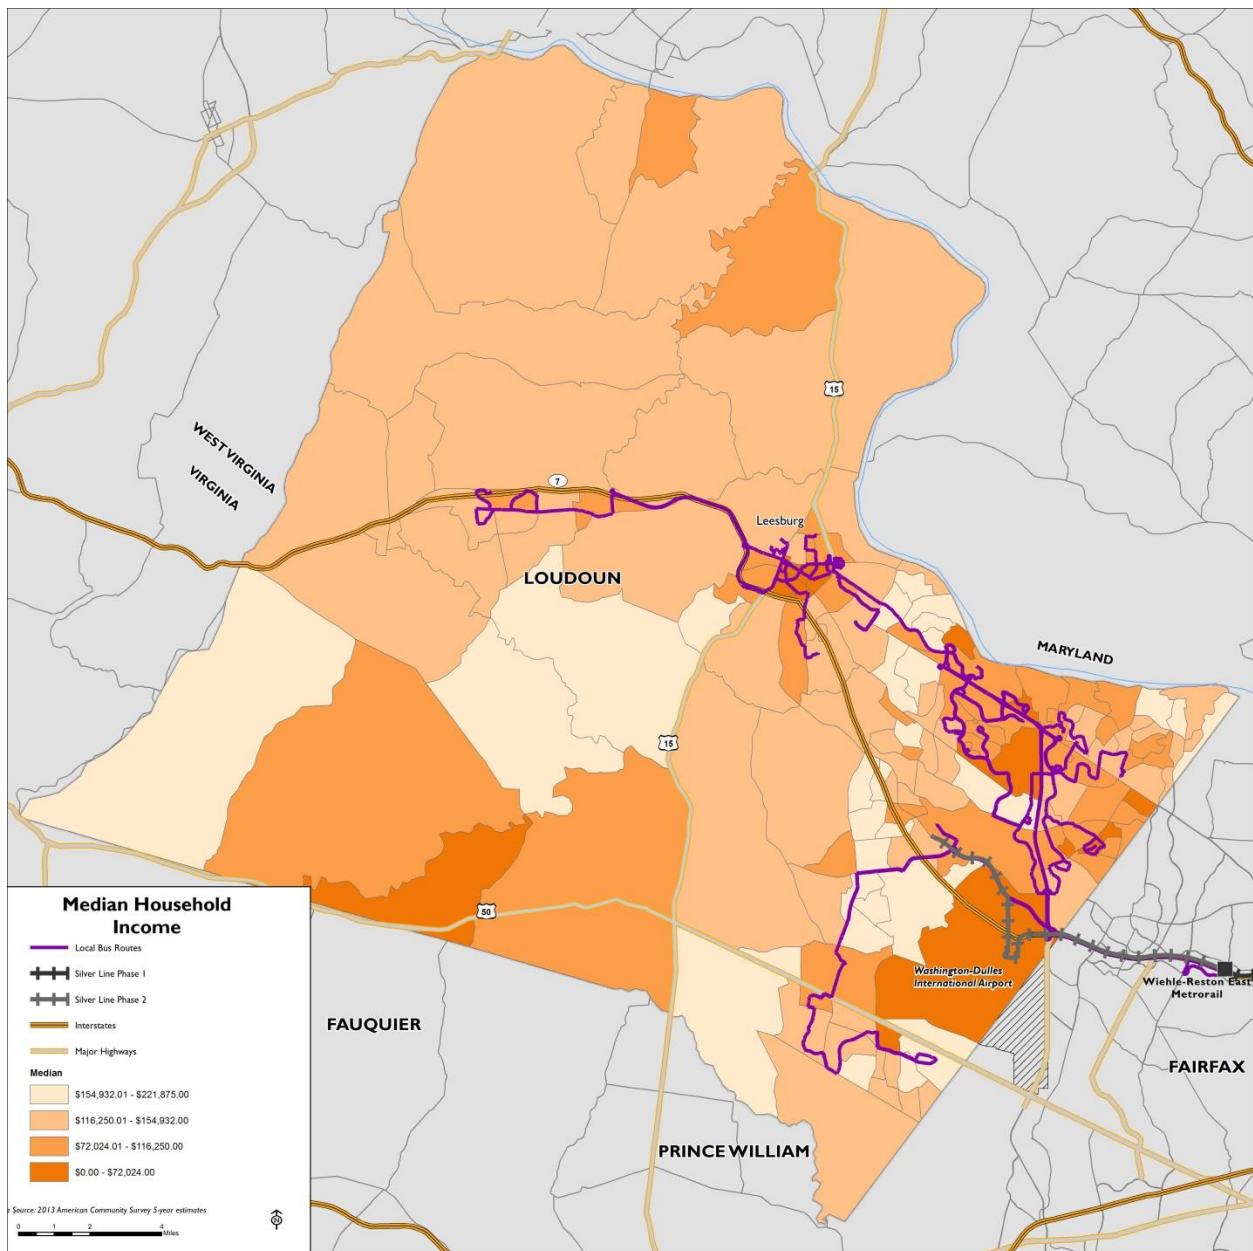 15
7
WEST VIRGINIA
VIRGINIA
Leesburg
LOUDOUN
MARYLAND
15
50
Washington-Dulles
International Airport
Wiehle-Reston East
Metrorail
FAUQUIER
FAIRFAX
PRINCE WILLIAM
Median Household
Income
Local Bus Routes
Silver Line Phase 1
Silver Line Phase 2
Interstates
Major Highways
Median
$154,932.01 - $221,875.00
$116,250.01 - $154,932.00
$72,024.01 - $116,250.00
$0.00 - $72,024.00
a Source: 2013 American Community Survey 5-year estimates
0 1 2 4
Miles
N